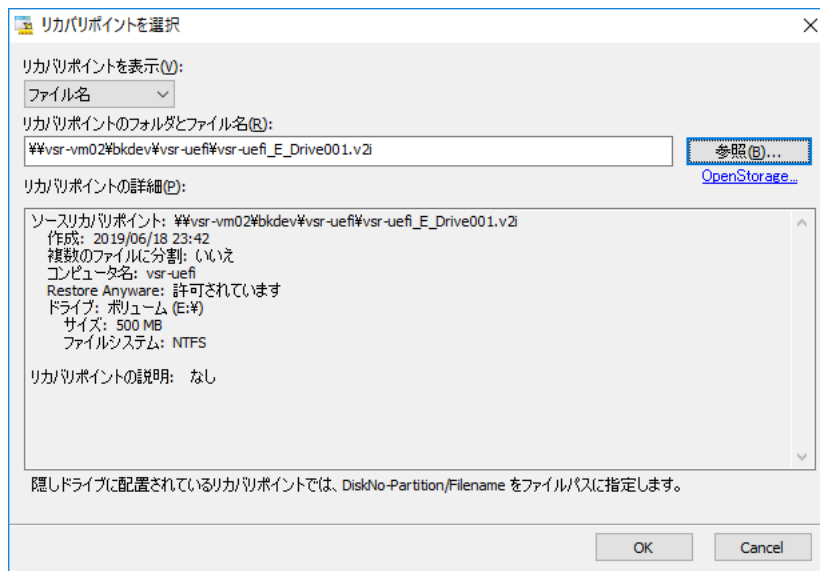 リカバリポイントを選択
リカバリポイントを表示(V):
ファイル名
リカバリポイントのフォルダとファイル名(R):
¥¥vsr-vm02¥bkdev¥vsr-uefi¥vsr-uefi_E_Drive001.v2i
参照(B)...
OpenStorage...
リカバリポイントの詳細(P):
ソースリカバリポイント: ¥¥vsr-vm02¥bkdev¥vsr-uefi¥vsr-uefi_E_Drive001.v2i
作成: 2019/06/18 23:42
複数のファイルに分割: いいえ
コンピュータ名: vsr-uefi
Restore Anyware: 許可されています
ドライブ: ボリューム (E:¥)
サイズ: 500 MB
ファイルシステム: NTFS
リカバリポイントの説明: なし
隠しドライブに配置されているリカバリポイントでは、DiskNo-Partition/Filename をファイルパスに指定します。
OK
Cancel